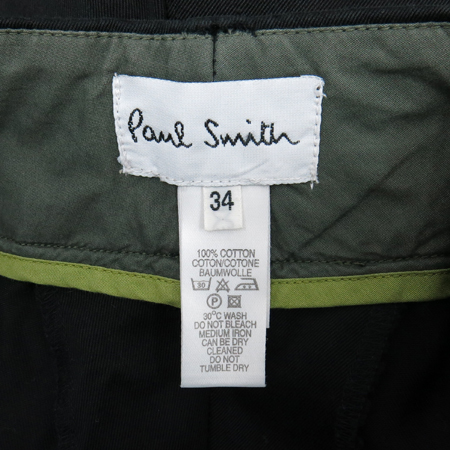 Paul Smith
34
100% COTTON
COTON/COTONE
BAUMWOLLE
30
P
30°C WASH
DO NOT BLEACH
MEDIUM IRON
CAN BE DRY
CLEANED
DO NOT
TUMBLE DRY